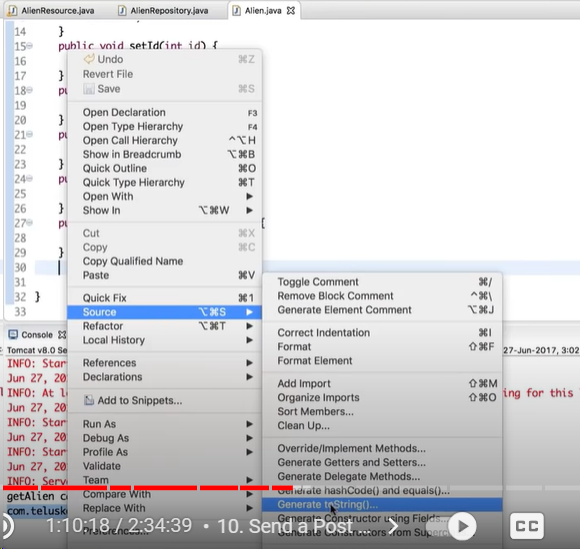 AlienResource.java AlienRepository.java Alien.java
14 }
15 public void setId(int id) {
16
17 }
18 pu
19
20 }
21 pu
22
23 }
24 pu
25
26 }
27 pu {
28
29 }
30
31
32 }
33
Undo ⌘Z
Revert File
Save ⌘S
Open Declaration F3
Open Type Hierarchy F4
Open Call Hierarchy ^⌥H
Show in Breadcrumb ⌥⌘B
Quick Outline ⌘O
Quick Type Hierarchy ⌘T
Open With
Show In ⌥⌘W
Cut ⌘X
Copy ⌘C
Copy Qualified Name
Paste ⌘V
Quick Fix ⌘1
Source ⌥⌘S
Refactor ⌥⌘T
Local History
References
Declarations
Add to Snippets...
Run As
Debug As
Profile As
Validate
Team
Compare With
Replace With
Preferences...
Toggle Comment ⌘/
Remove Block Comment ^⌘\
Generate Element Comment ⌥⌘J
Correct Indentation ⌘I
Format ⇧⌘F
Format Element
Add Import ⇧⌘M
Organize Imports ⇧⌘O
Sort Members...
Clean Up...
Override/Implement Methods...
Generate Getters and Setters...
Generate Delegate Methods...
Generate hashCode() and equals()...
Generate toString()...
Generate Constructor using Fields...
Generate Constructors from Superc
Console
Tomcat v8.0 Se 27-Jun-2017, 3:02
INFO: Star
Jun 27, 20
INFO: At l ing for this
Jun 27, 20
INFO: Star
Jun 27, 20
INFO: Star
Jun 27, 20
INFO: Serv
getAlien c
com.telusk
1:10:18 / 2:34:39 • 10. Send a Post... >
CC